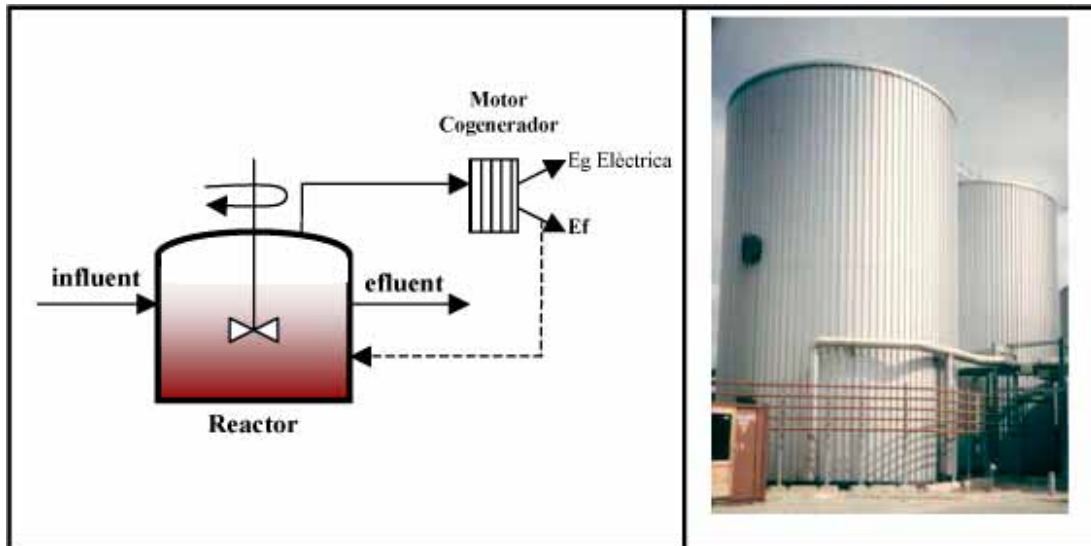 Motor
Cogenerador
Eg Elèctrica
Ef
influent
efluent
Reactor